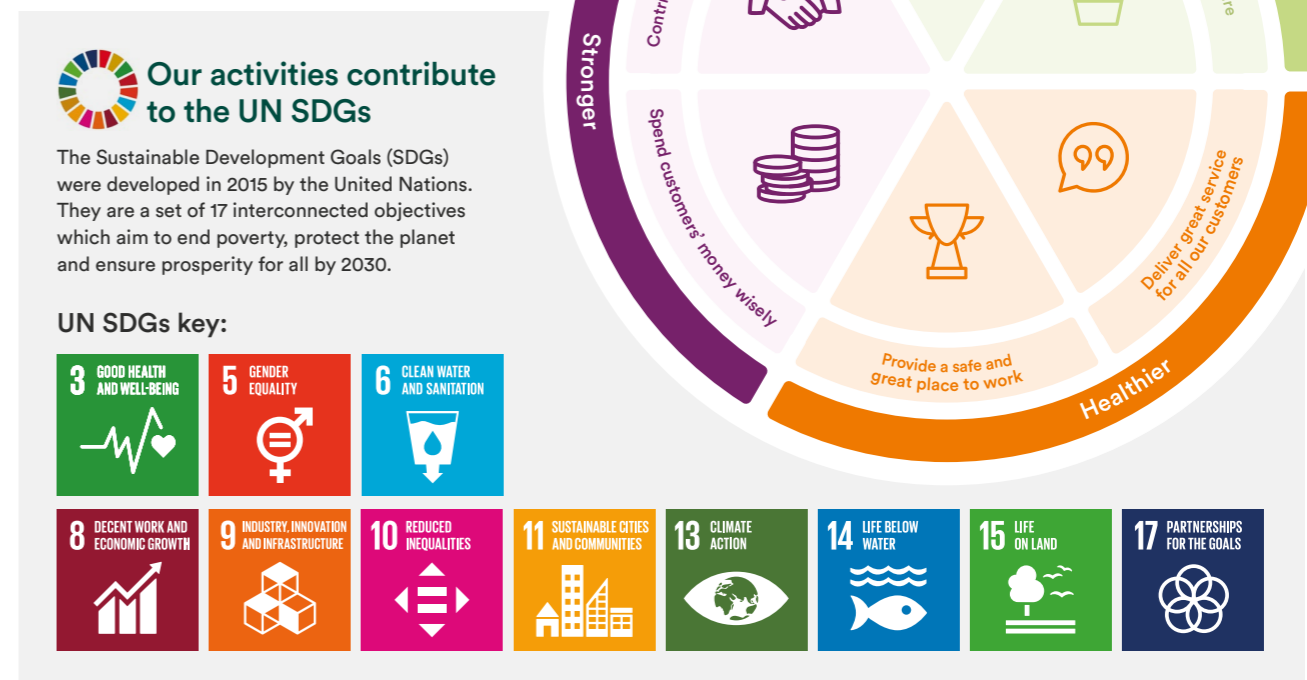 Our activities contribute
to the UN SDGs
The Sustainable Development Goals (SDGs)
were developed in 2015 by the United Nations.
They are a set of 17 interconnected objectives
which aim to end poverty, protect the planet
and ensure prosperity for all by 2030.
UN SDGs key:
3 GOOD HEALTH
AND WELL-BEING
5 GENDER
EQUALITY
6 CLEAN WATER
AND SANITATION
8 DECENT WORK AND
ECONOMIC GROWTH
9 INDUSTRY, INNOVATION
AND INFRASTRUCTURE
10 REDUCED
INEQUALITIES
11 SUSTAINABLE CITIES
AND COMMUNITIES
13 CLIMATE
ACTION
14 LIFE BELOW
WATER
15 LIFE
ON LAND
17 PARTNERSHIPS
FOR THE GOALS
Stronger
Spend customers' money wisely
Provide a safe and
great place to work
Deliver great service
for all our customers
Healthier